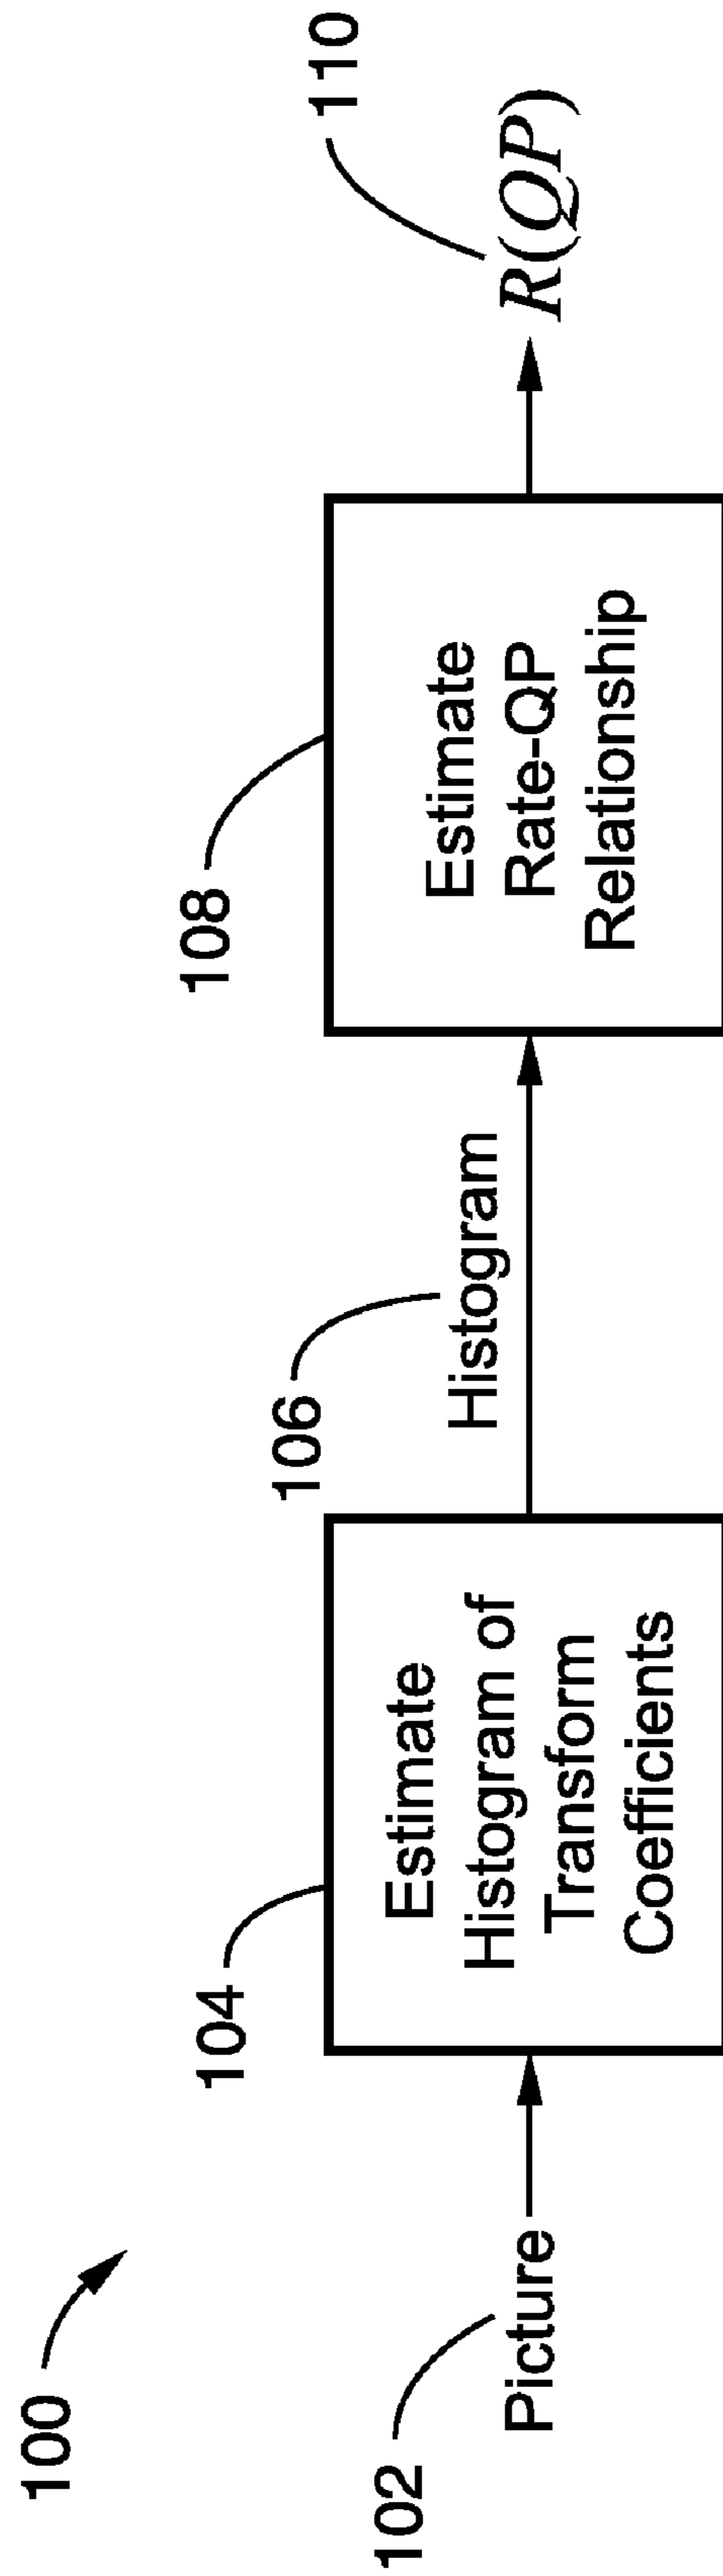 100
102
Picture
104
Estimate
Histogram of
Transform
Coefficients
106
Histogram
108
Estimate
Rate-QP
Relationship
110
R(QP)